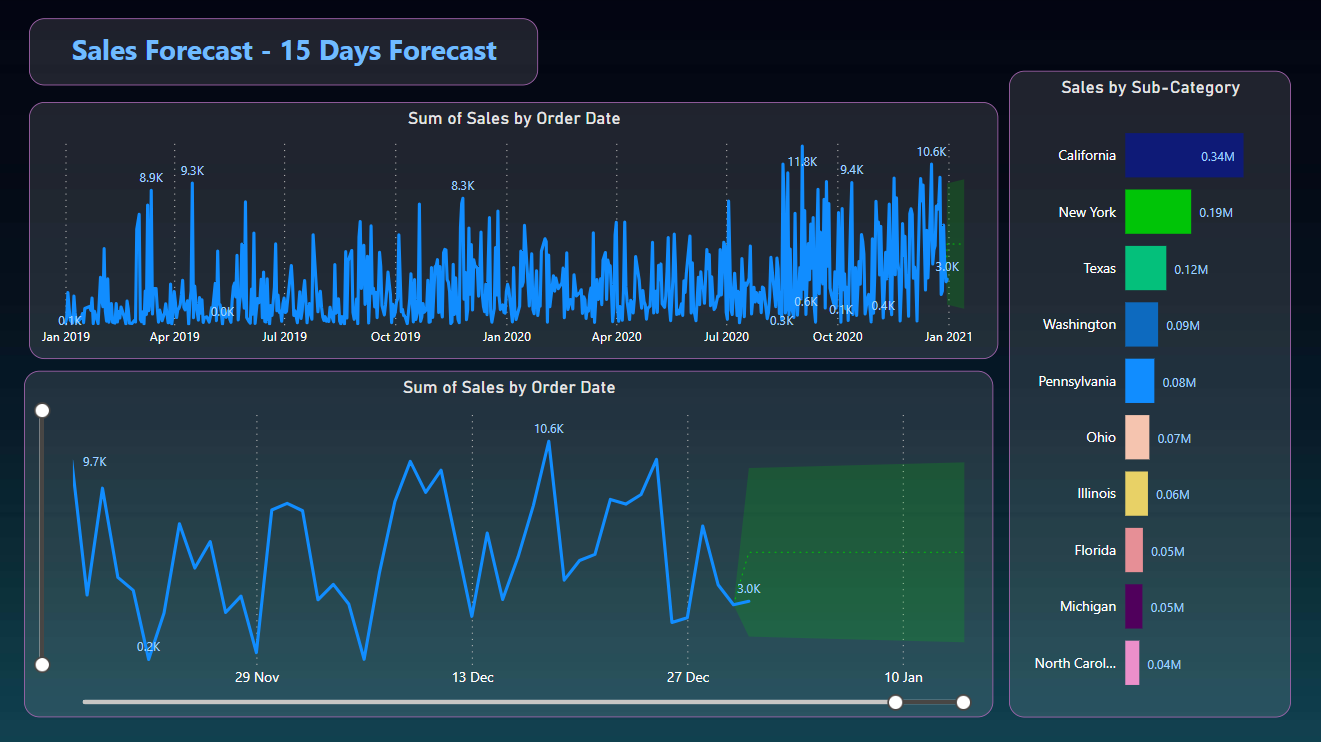 Sales Forecast - 15 Days Forecast
Sum of Sales by Order Date
11.8K
10.6K
9.3K
9.4K
8.9K
8.3K
3.0K
0.6K
0.4K
0.1K
0.0K
0.1K
0.3K
Jan 2019 Apr 2019 Jul 2019 Oct 2019 Jan 2020 Apr 2020 Jul 2020 Oct 2020 Jan 2021
Sum of Sales by Order Date
10.6K
9.7K
3.0K
0.2K
29 Nov 13 Dec 27 Dec 10 Jan
Sales by Sub-Category
California 0.34M
New York 0.19M
Texas 0.12M
Washington 0.09M
Pennsylvania 0.08M
Ohio 0.07M
Illinois 0.06M
Florida 0.05M
Michigan 0.05M
North Carol... 0.04M